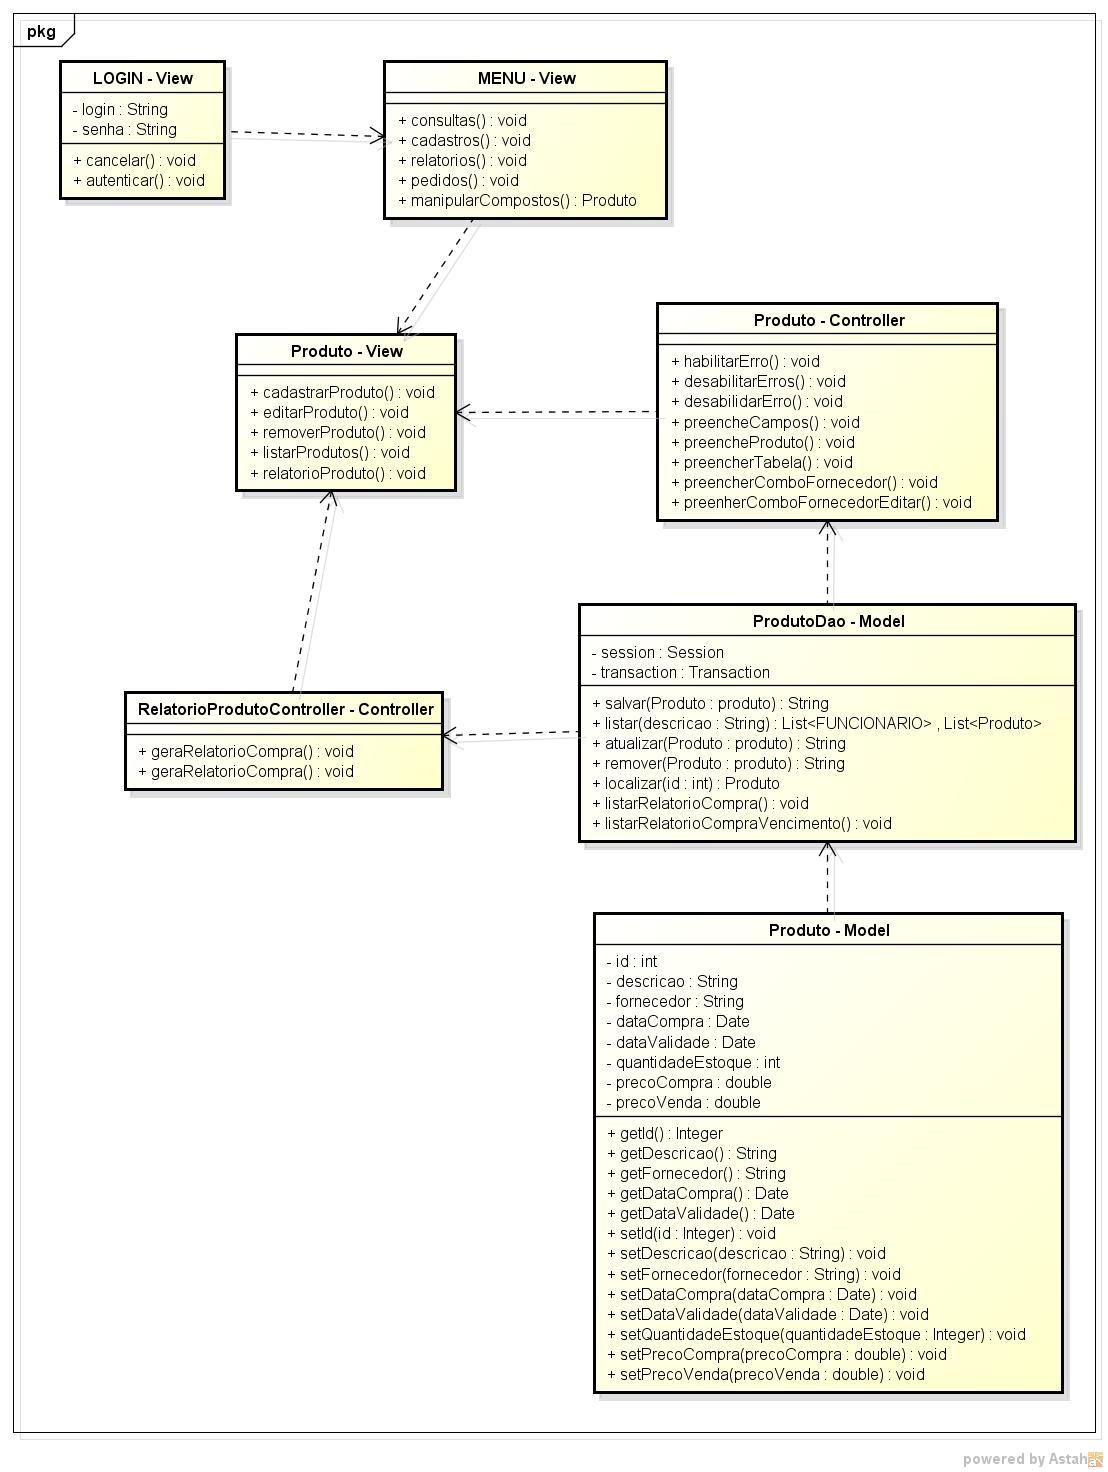 pkg
LOGIN - View
- login : String
- senha : String
+ cancelar() : void
+ autenticar() : void
MENU - View
+ consultas() : void
+ cadastros() : void
+ relatorios() : void
+ pedidos() : void
+ manipularCompostos() : Produto
Produto - View
+ cadastrarProduto() : void
+ editarProduto() : void
+ removerProduto() : void
+ listarProdutos() : void
+ relatorioProduto() : void
Produto - Controller
+ habilitarErro() : void
+ desabilitarErros() : void
+ desabilidarErro() : void
+ preencheCampos() : void
+ preencheProduto() : void
+ preencherTabela() : void
+ preencherComboFornecedor() : void
+ preenherComboFornecedorEditar() : void
ProdutoDao - Model
- session : Session
- transaction : Transaction
+ salvar(Produto : produto) : String
+ listar(descricao : String) : List<FUNCIONARIO> , List<Produto>
+ atualizar(Produto : produto) : String
+ remover(Produto : produto) : String
+ localizar(id : int) : Produto
+ listarRelatorioCompra() : void
+ listarRelatorioCompraVencimento() : void
RelatorioProdutoController - Controller
+ geraRelatorioCompra() : void
+ geraRelatorioCompra() : void
Produto - Model
- id : int
- descricao : String
- fornecedor : String
- dataCompra : Date
- dataValidade : Date
- quantidadeEstoque : int
- precoCompra : double
- precoVenda : double
+ getId() : Integer
+ getDescricao() : String
+ getFornecedor() : String
+ getDataCompra() : Date
+ getDataValidade() : Date
+ setId(id : Integer) : void
+ setDescricao(descricao : String) : void
+ setFornecedor(fornecedor : String) : void
+ setDataCompra(dataCompra : Date) : void
+ setDataValidade(dataValidade : Date) : void
+ setQuantidadeEstoque(quantidadeEstoque : Integer) : void
+ setPrecoCompra(precoCompra : double) : void
+ setPrecoVenda(precoVenda : double) : void
powered by Astah